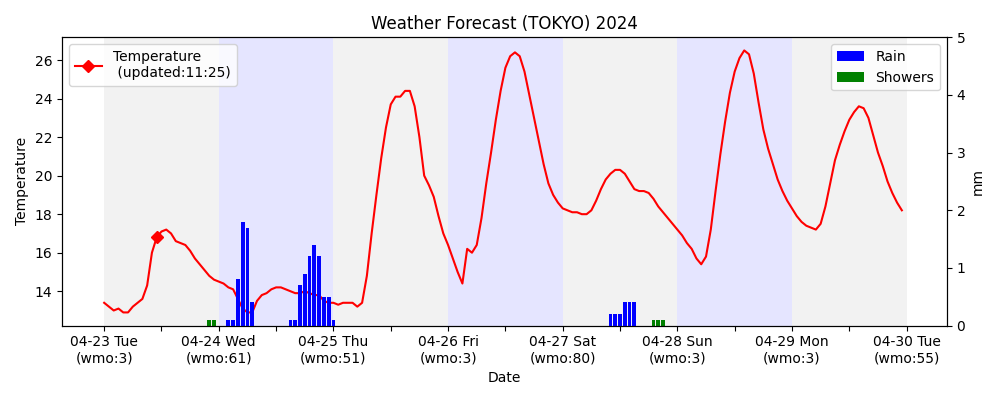 Weather Forecast (TOKYO) 2024
Temperature
(updated:11:25)
Rain
Showers
26
24
22
20
18
16
14
Temperature
5
4
3
2
1
0
mm
04-23 Tue
(wmo:3)
04-24 Wed
(wmo:61)
04-25 Thu
(wmo:51)
04-26 Fri
(wmo:3)
04-27 Sat
(wmo:80)
04-28 Sun
(wmo:3)
04-29 Mon
(wmo:3)
04-30 Tue
(wmo:55)
Date